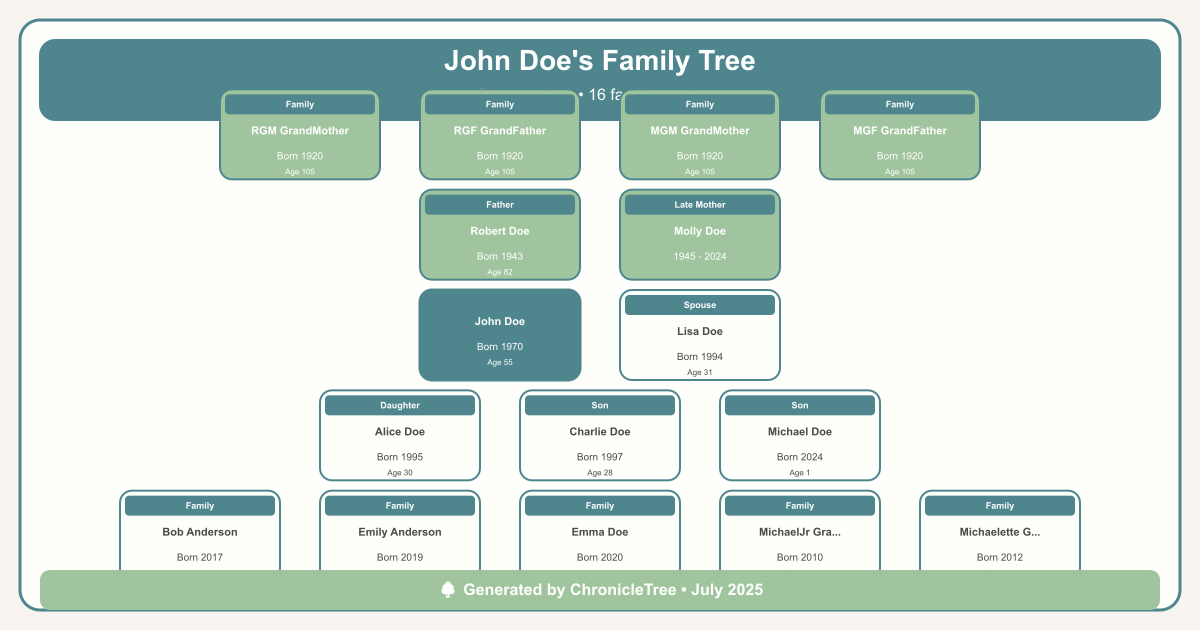 John Doe's Family Tree
• 16 fa
Family Family Family Family
RGM GrandMother RGF GrandFather MGM GrandMother MGF GrandFather
Born 1920 Born 1920 Born 1920 Born 1920
Age 105 Age 105 Age 105 Age 105
Father Late Mother
Robert Doe Molly Doe
Born 1943 1945 - 2024
Age 82
Spouse
John Doe Lisa Doe
Born 1970 Born 1994
Age 55 Age 31
Daughter Son Son
Alice Doe Charlie Doe Michael Doe
Born 1995 Born 1997 Born 2024
Age 30 Age 28 Age 1
Family Family Family Family Family
Bob Anderson Emily Anderson Emma Doe MichaelJr Gra... Michaelette G...
Born 2017 Born 2019 Born 2020 Born 2010 Born 2012
Generated by ChronicleTree • July 2025